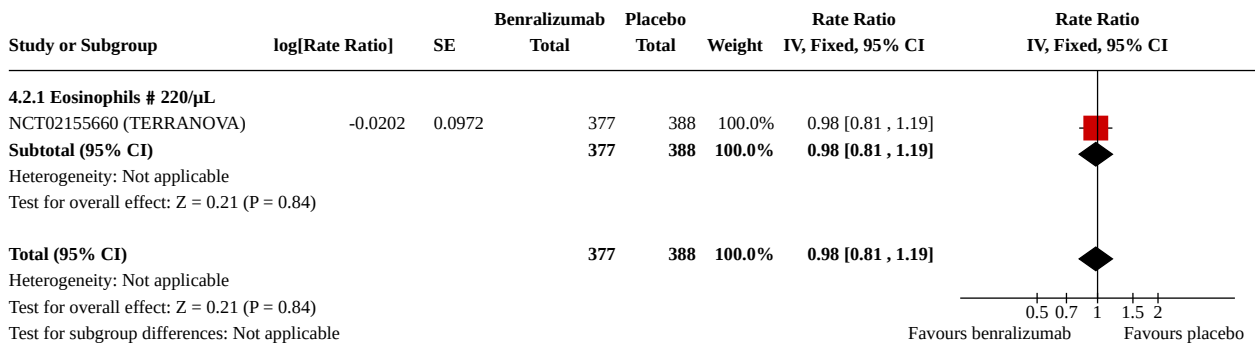 Benralizumab Placebo Rate Ratio Rate Ratio
Study or Subgroup log[Rate Ratio] SE Total Total Weight IV, Fixed, 95% CI IV, Fixed, 95% CI
4.2.1 Eosinophils # 220/μL
NCT02155660 (TERRANOVA) -0.0202 0.0972 377 388 100.0% 0.98 [0.81 , 1.19]
Subtotal (95% CI) 377 388 100.0% 0.98 [0.81 , 1.19]
Heterogeneity: Not applicable
Test for overall effect: Z = 0.21 (P = 0.84)
Total (95% CI) 377 388 100.0% 0.98 [0.81 , 1.19]
Heterogeneity: Not applicable
Test for overall effect: Z = 0.21 (P = 0.84)
0.5 0.7 1 1.5 2
Test for subgroup differences: Not applicable Favours benralizumab Favours placebo